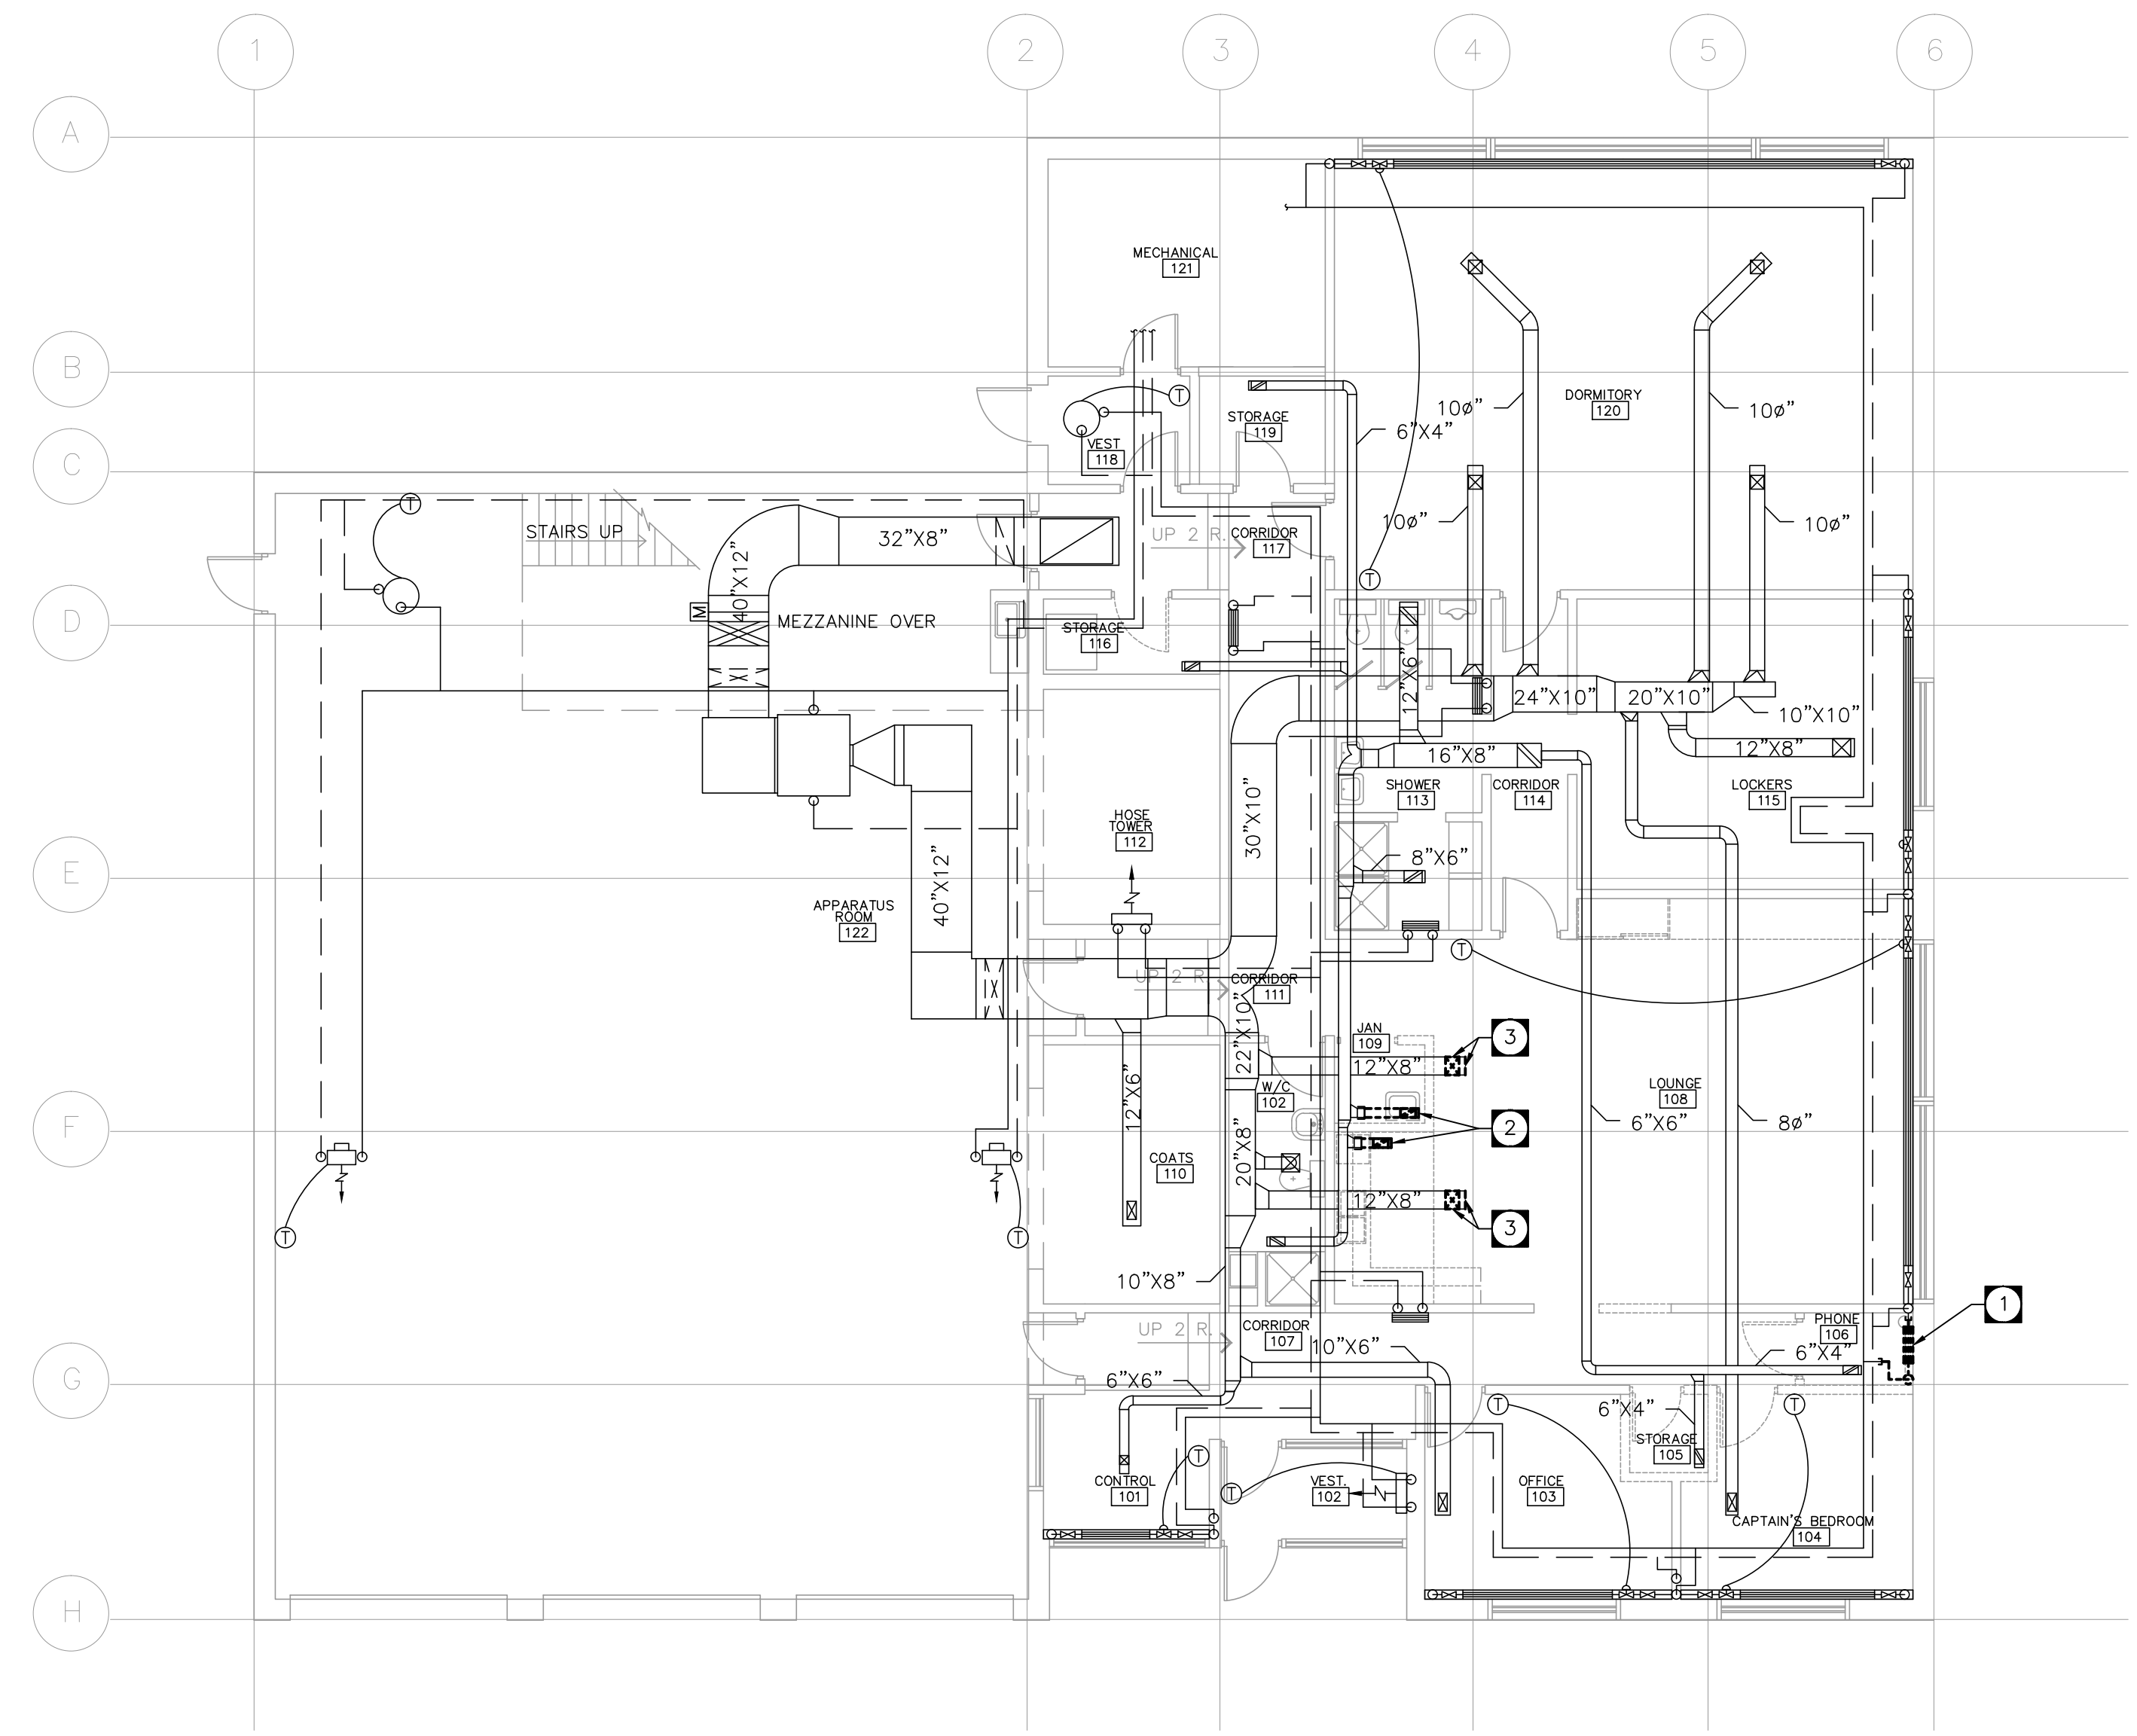 1 2 3 4 5 6
A
MECHANICAL
121
B
DORMITORY
120
10ø"
10ø"
STORAGE
119
6"X4"
VEST
118
C
10ø"
10ø"
STAIRS UP
32"X8"
UP 2 R.
CORRIDOR
117
40"X12"
M
D
MEZZANINE OVER
STORAGE
116
12"X6"
24"X10"
20"X10"
10"X10"
16"X8"
12"X8"
SHOWER
113
CORRIDOR
114
LOCKERS
115
HOSE
TOWER
112
30"X10"
8"X6"
E
40"X12"
APPARATUS
ROOM
122
UP 2 R.
CORRIDOR
111
22"X10"
JAN
109
12"X8"
3
LOUNGE
108
W/C
102
12"X6"
F
2
6"X6"
8ø"
20"X8"
COATS
110
12"X8"
3
10"X8"
1
UP 2 R.
CORRIDOR
107
10"X6"
PHONE
106
6"X4"
G
6"X6"
6"X4"
STORAGE
105
CONTROL
101
VEST.
102
OFFICE
103
CAPTAIN'S BEDROOM
104
H
T
T
T
T
T
T
T
T
T
T